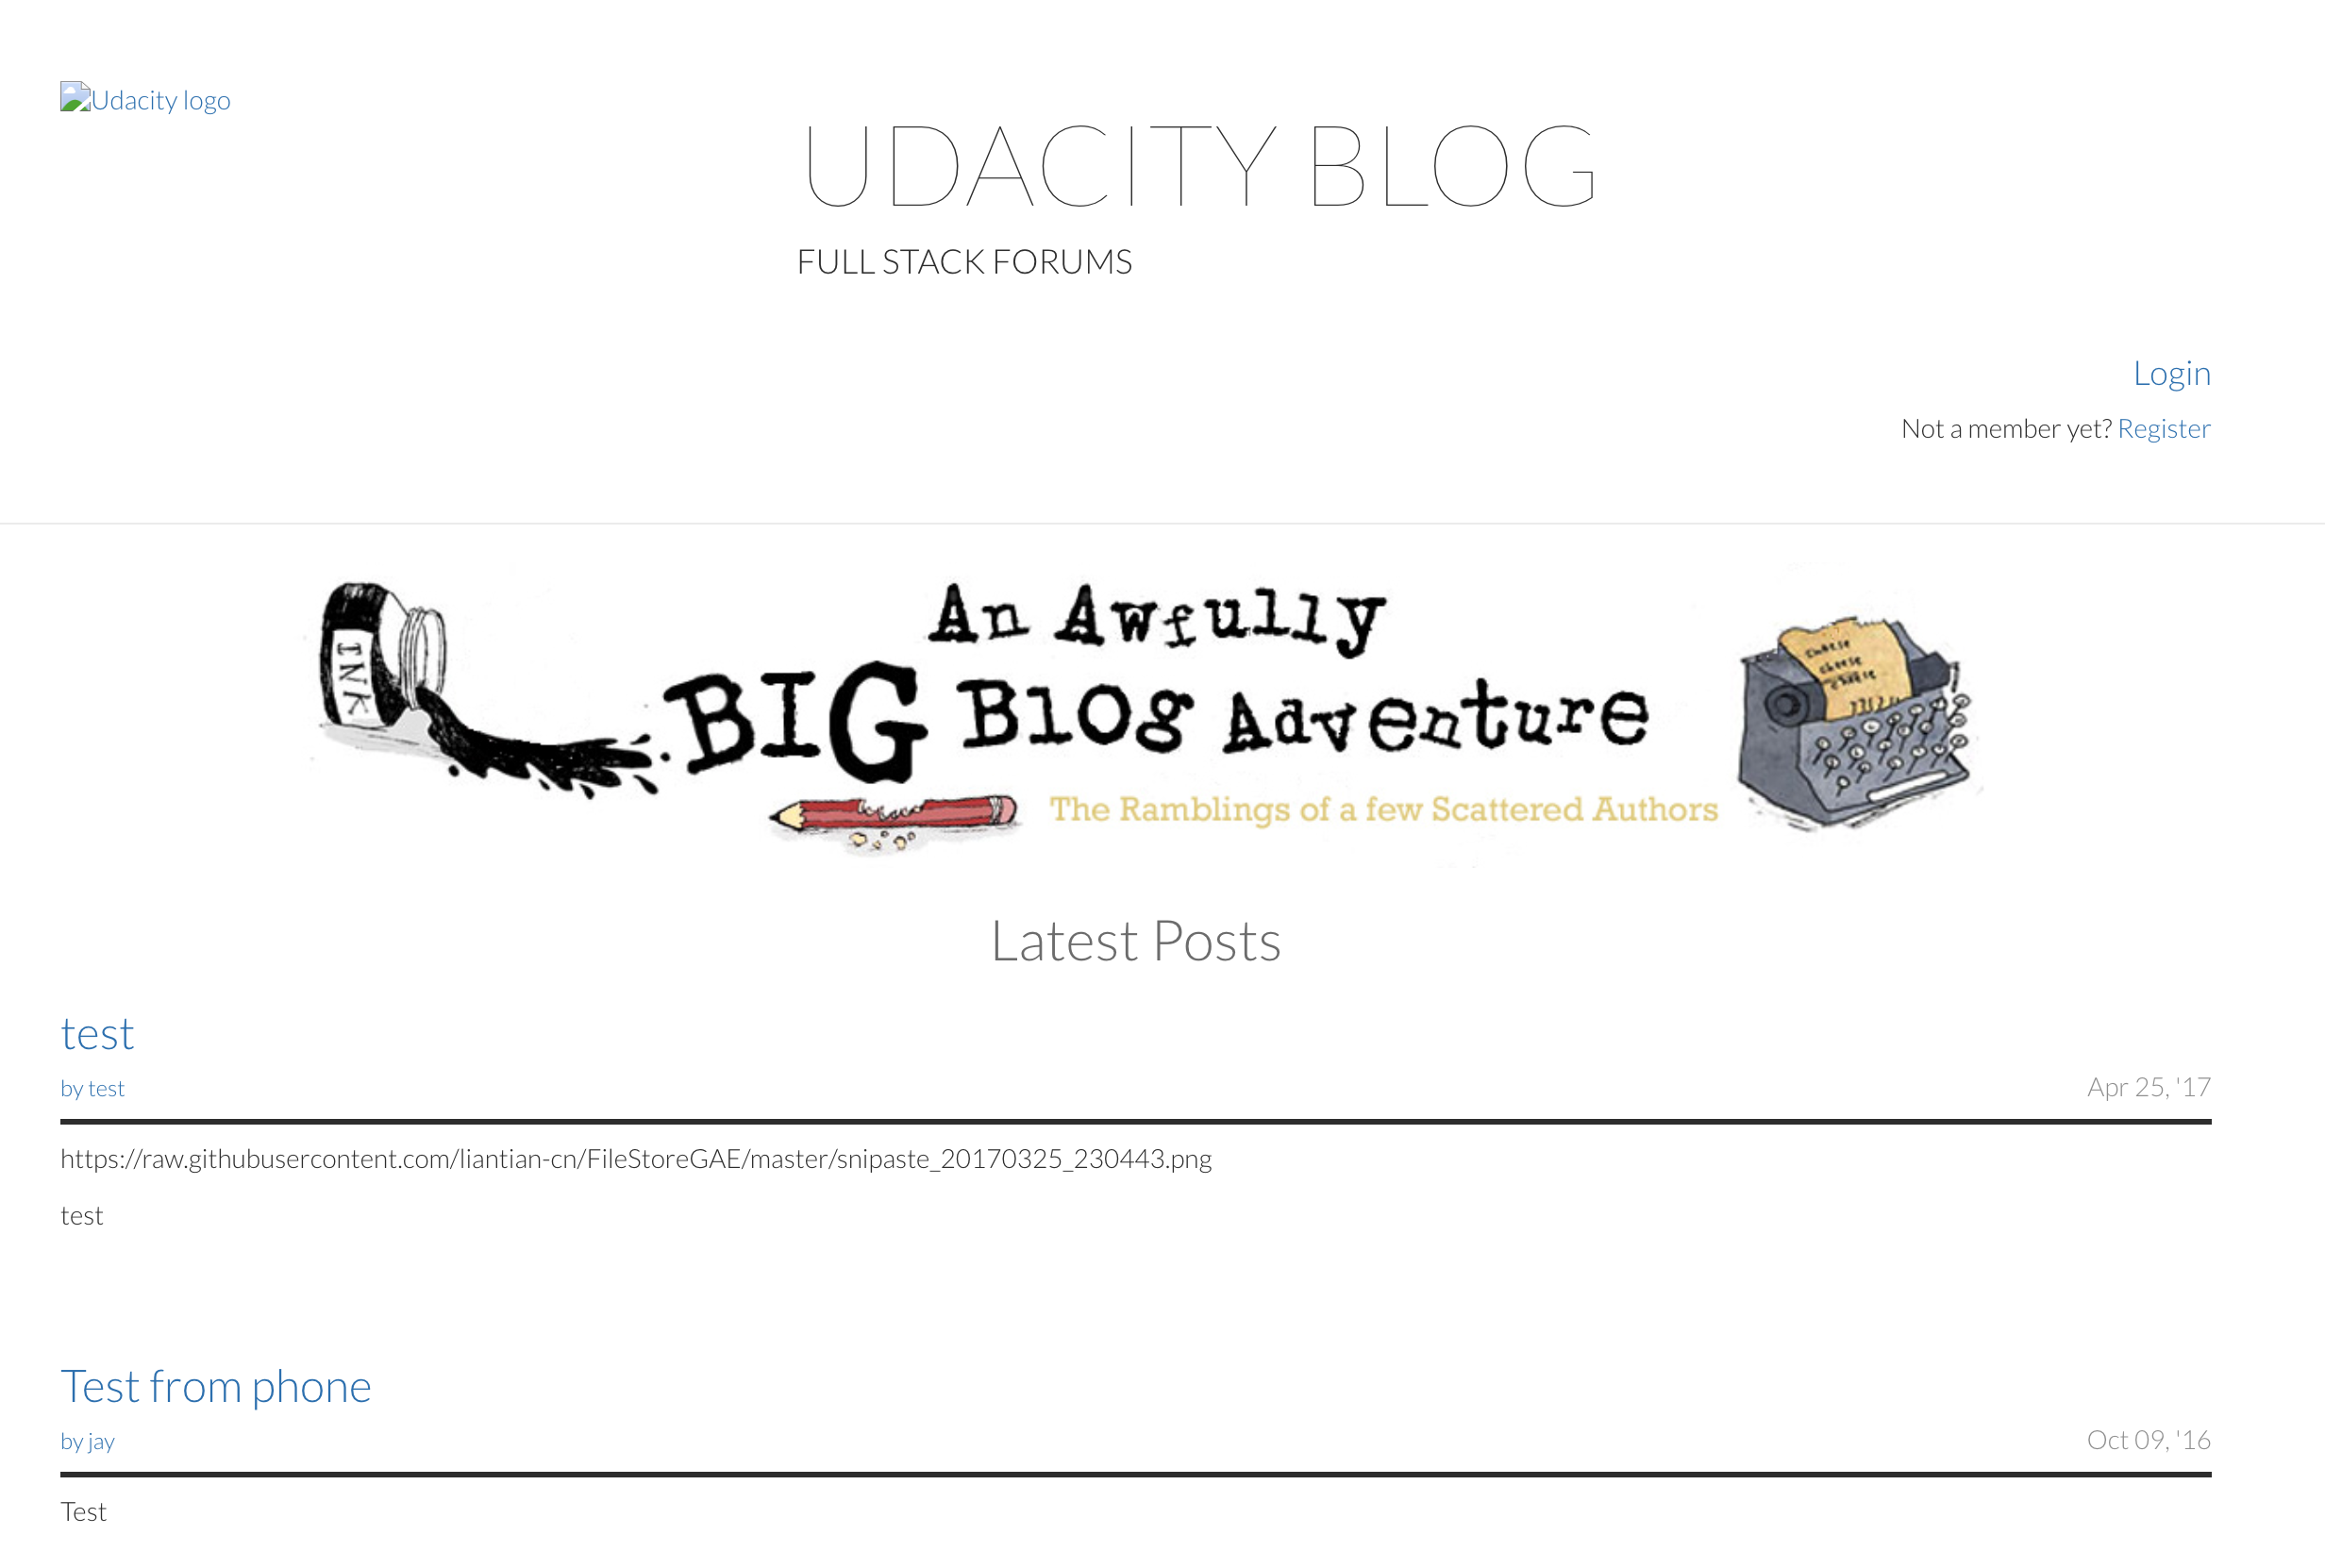 Udacity logo
UDACITY BLOG
FULL STACK FORUMS
Login
Not a member yet? Register
INK
An Awfully
BIG Blog Adventure
The Ramblings of a few Scattered Authors
cheese
cheese
Latest Posts
test
by test
Apr 25, '17
https://raw.githubusercontent.com/liantian-cn/FileStoreGAE/master/snipaste_20170325_230443.png
test
Test from phone
by jay
Oct 09, '16
Test